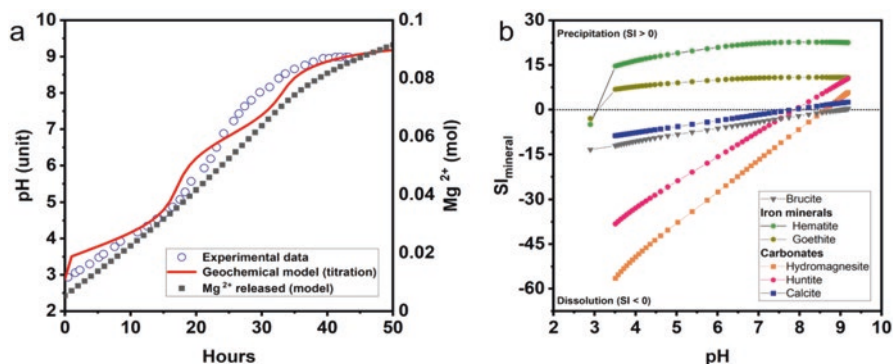 a
pH (unit)
10
9
8
7
6
5
4
3
2
0
10
20
30
40
50
Hours
0.1
0.08
0.06
0.04
0.02
0
Mg 2+ (mol)
Experimental data
Geochemical model (titration)
Mg 2+ released (model)
b
SImineral
30
15
0
-15
-30
-45
-60
2
3
4
5
6
7
8
9
10
pH
Precipitation (SI > 0)
Dissolution (SI < 0)
Brucite
Iron minerals
Hematite
Goethite
Carbonates
Hydromagnesite
Huntite
Calcite